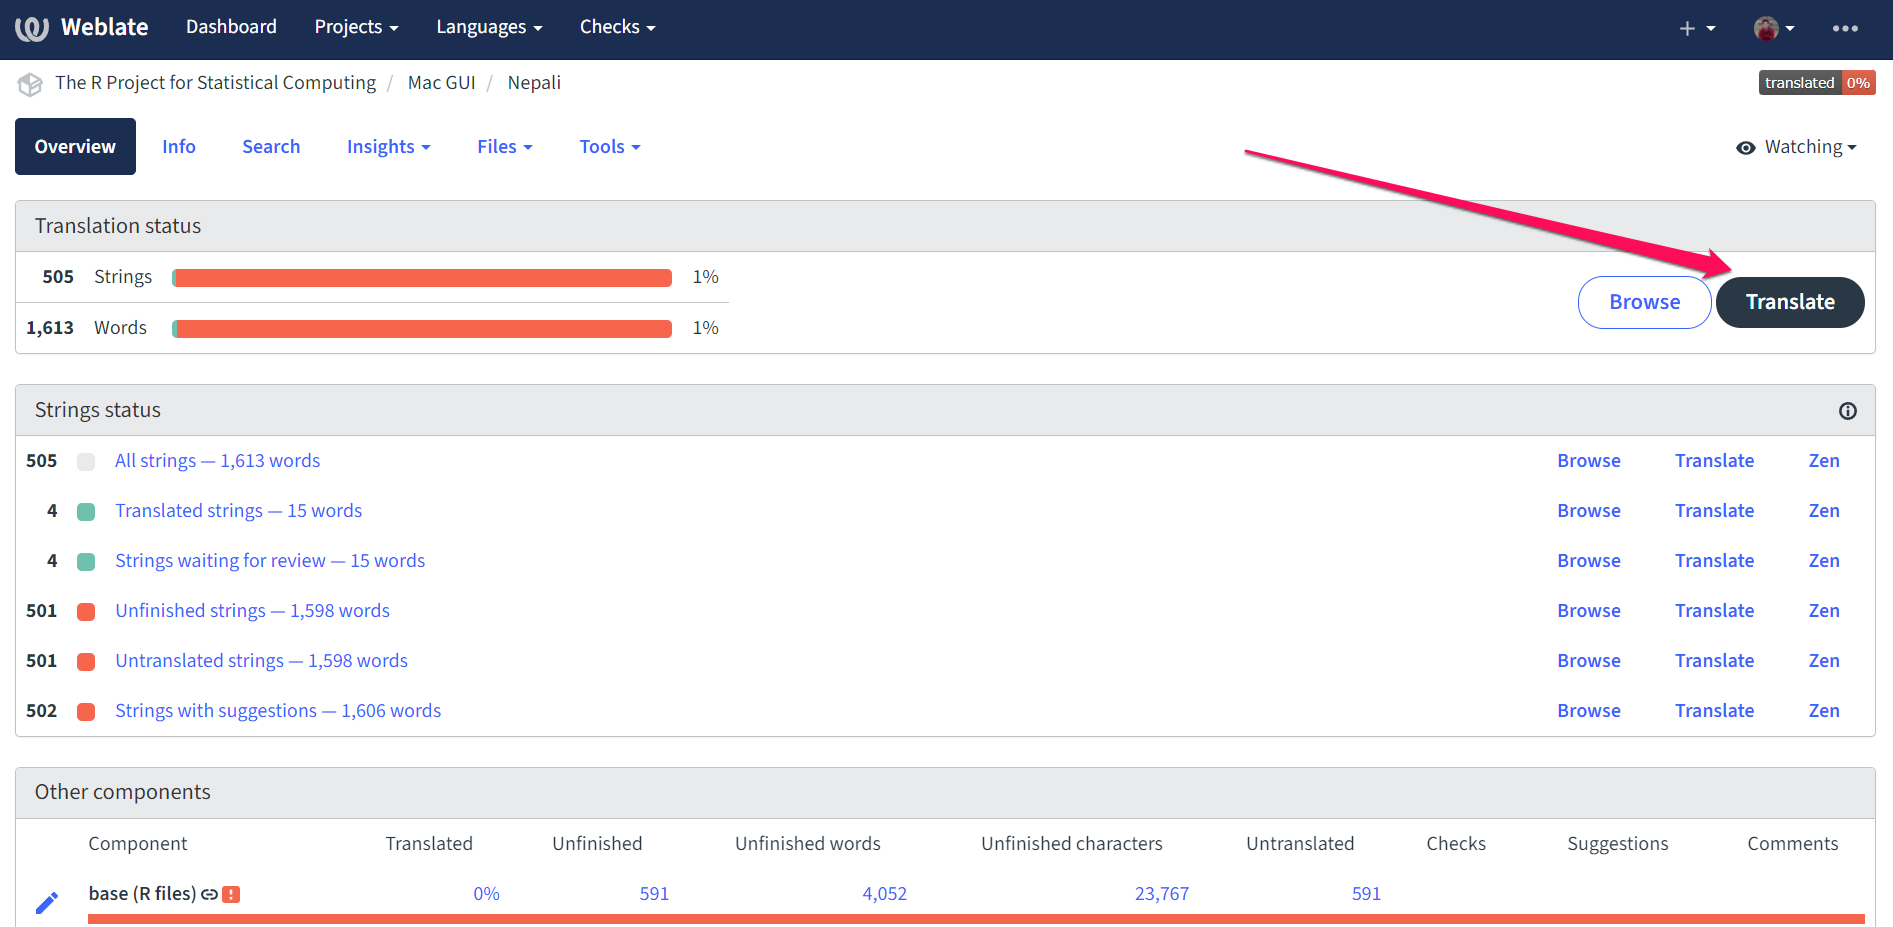 Weblate Dashboard Projects Languages Checks
The R Project for Statistical Computing / Mac GUI / Nepali translated 0%
Overview Info Search Insights Files Tools Watching
Translation status
505 Strings 1%
Browse Translate
1,613 Words 1%
Strings status
505 All strings — 1,613 words Browse Translate Zen
4 Translated strings — 15 words Browse Translate Zen
4 Strings waiting for review — 15 words Browse Translate Zen
501 Unfinished strings — 1,598 words Browse Translate Zen
501 Untranslated strings — 1,598 words Browse Translate Zen
502 Strings with suggestions — 1,606 words Browse Translate Zen
Other components
Component Translated Unfinished Unfinished words Unfinished characters Untranslated Checks Suggestions Comments
base (R files) 0% 591 4,052 23,767 591